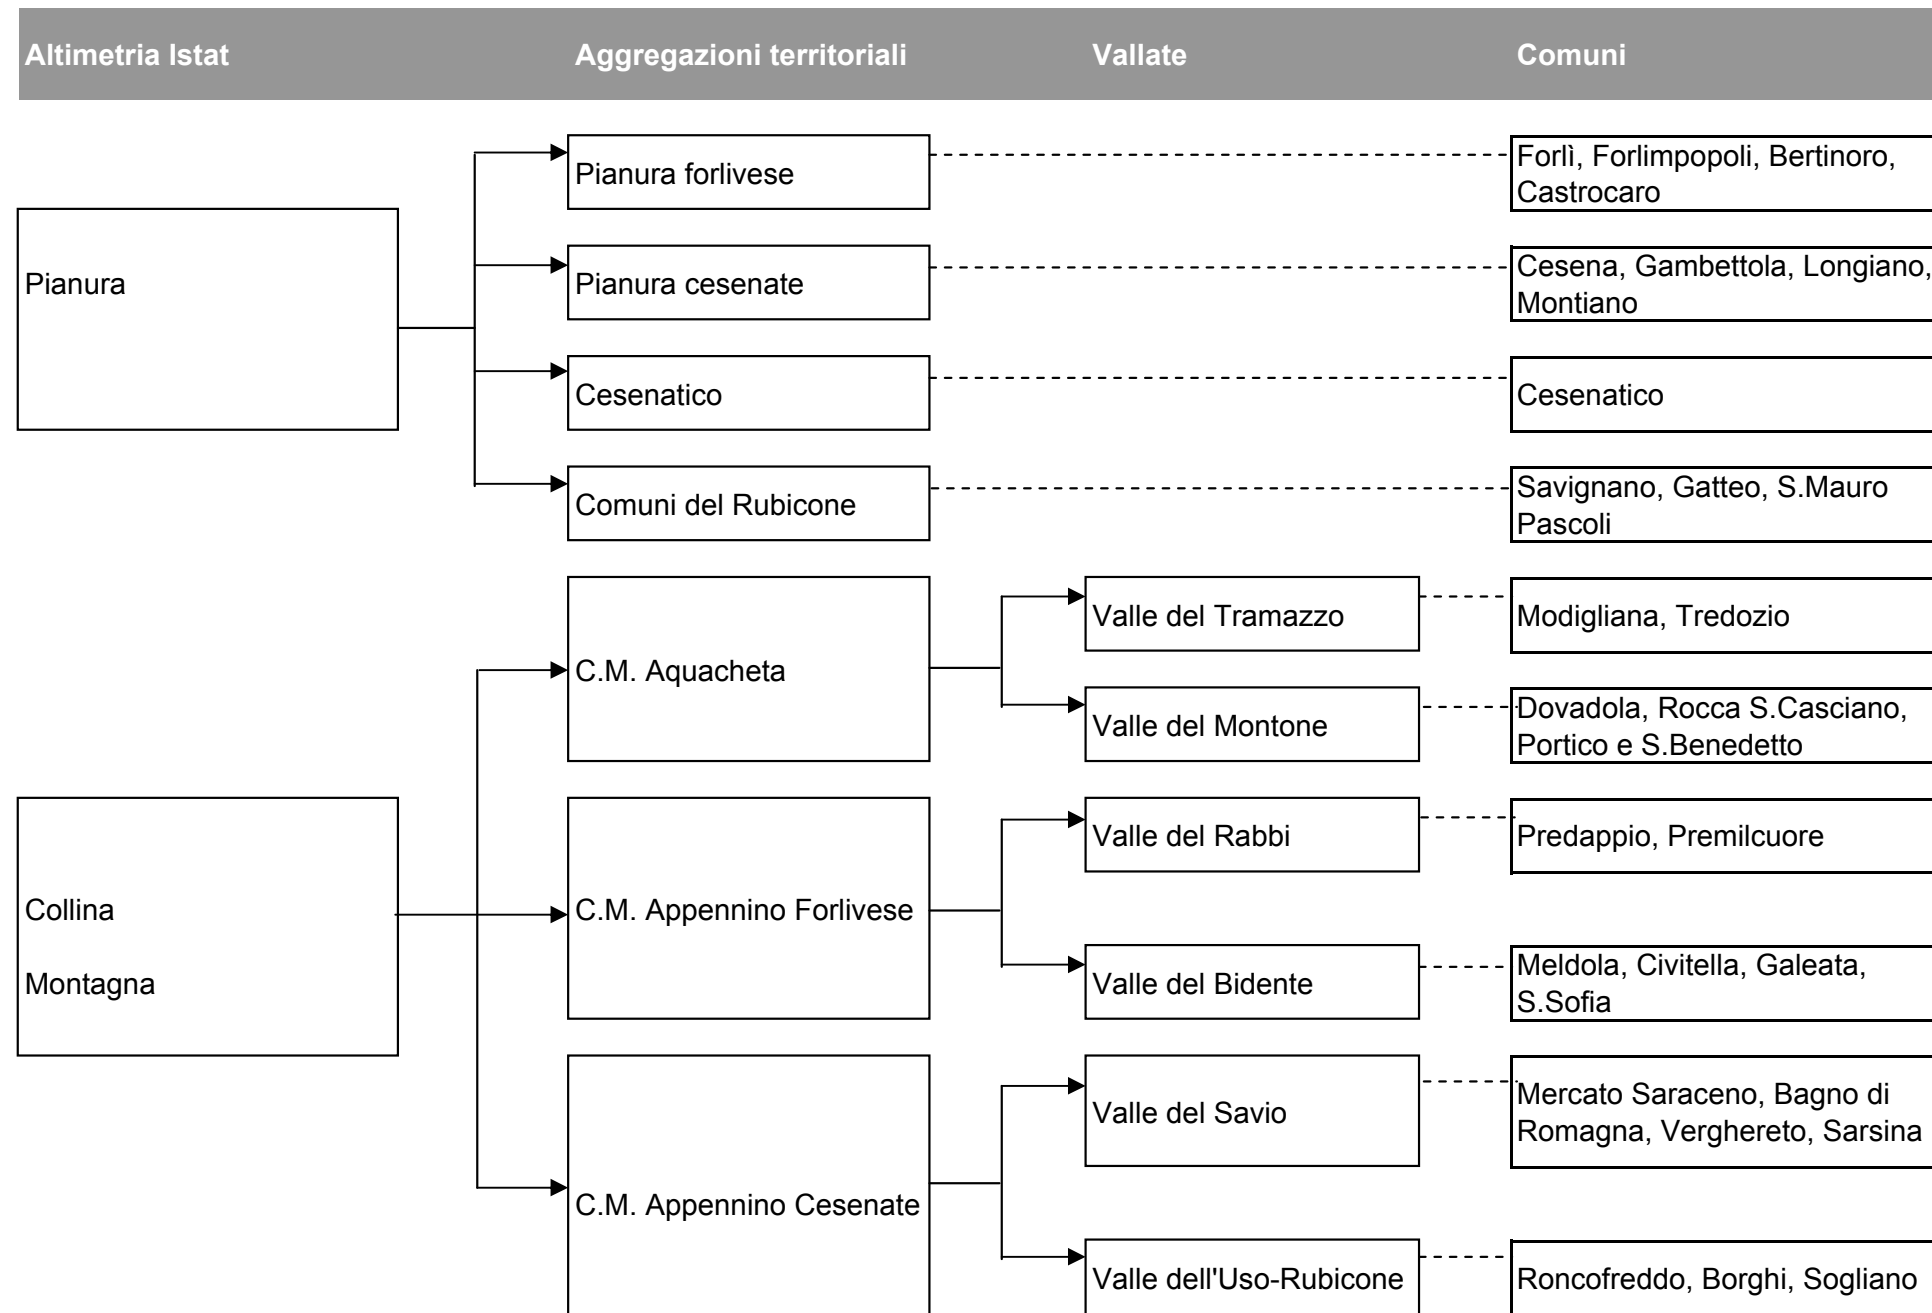 Altimetria Istat
Aggregazioni territoriali
Vallate
Comuni
Pianura
Pianura forlivese
Forlì, Forlimpopoli, Bertinoro,
Castrocaro
Pianura cesenate
Cesena, Gambettola, Longiano,
Montiano
Cesenatico
Cesenatico
Comuni del Rubicone
Savignano, Gatteo, S.Mauro
Pascoli
Collina
Montagna
C.M. Aquacheta
Valle del Tramazzo
Modigliana, Tredozio
Valle del Montone
Dovadola, Rocca S.Casciano,
Portico e S.Benedetto
C.M. Appennino Forlivese
Valle del Rabbi
Predappio, Premilcuore
Valle del Bidente
Meldola, Civitella, Galeata,
S.Sofia
C.M. Appennino Cesenate
Valle del Savio
Mercato Saraceno, Bagno di
Romagna, Verghereto, Sarsina
Valle dell'Uso-Rubicone
Roncofreddo, Borghi, Sogliano